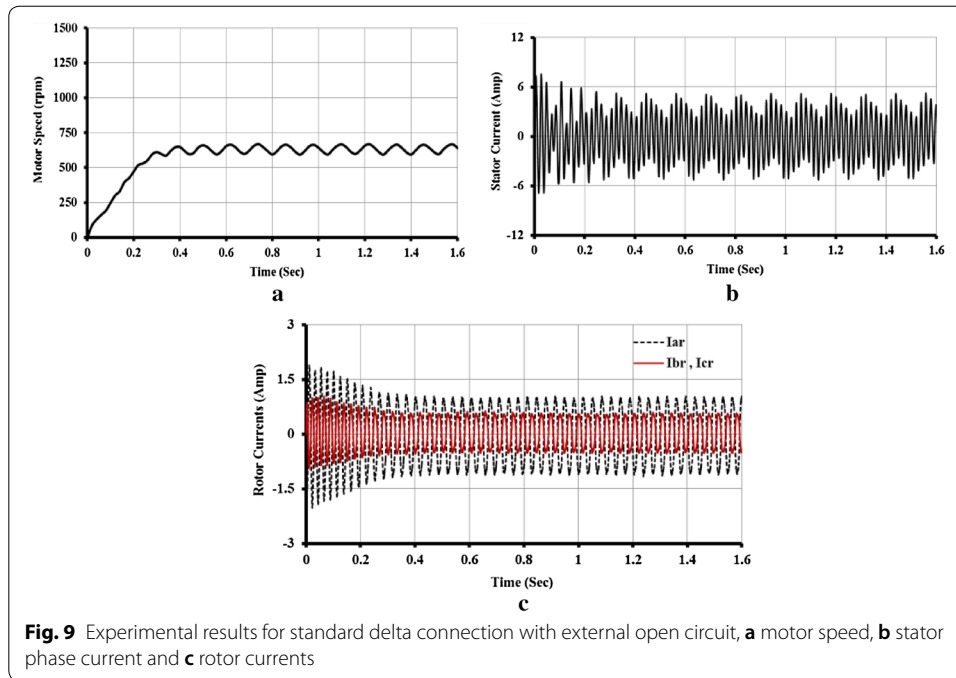 1500
1250
1000
750
500
250
0
Motor Speed (rpm)
0 0.2 0.4 0.6 0.8 1 1.2 1.4 1.6
Time (Sec)
a
12
6
0
-6
-12
Stator Current (Amp)
0 0.2 0.4 0.6 0.8 1 1.2 1.4 1.6
Time (Sec)
b
3
1.5
0
-1.5
-3
Rotor Currents (Amp)
Iar
Ibr , Icr
0 0.2 0.4 0.6 0.8 1 1.2 1.4 1.6
Time (Sec)
c
Fig. 9 Experimental results for standard delta connection with external open circuit, a motor speed, b stator
phase current and c rotor currents